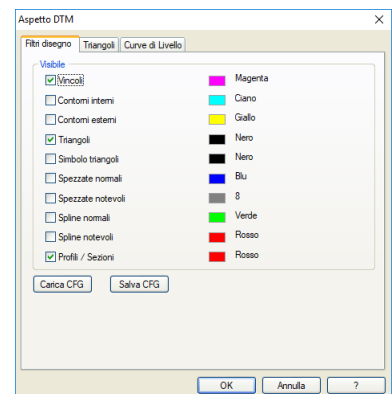 Aspetto DTM
Filtri disegno Triangoli Curve di Livello
Visibile
Vincoli Magenta
Contorni interni Ciano
Contorni esterni Giallo
Triangoli Nero
Simbolo triangoli Nero
Spezzate normali Blu
Spezzate notevoli 8
Spline normali Verde
Spline notevoli Rosso
Profili / Sezioni Rosso
Carica CFG Salva CFG
OK Annulla ?